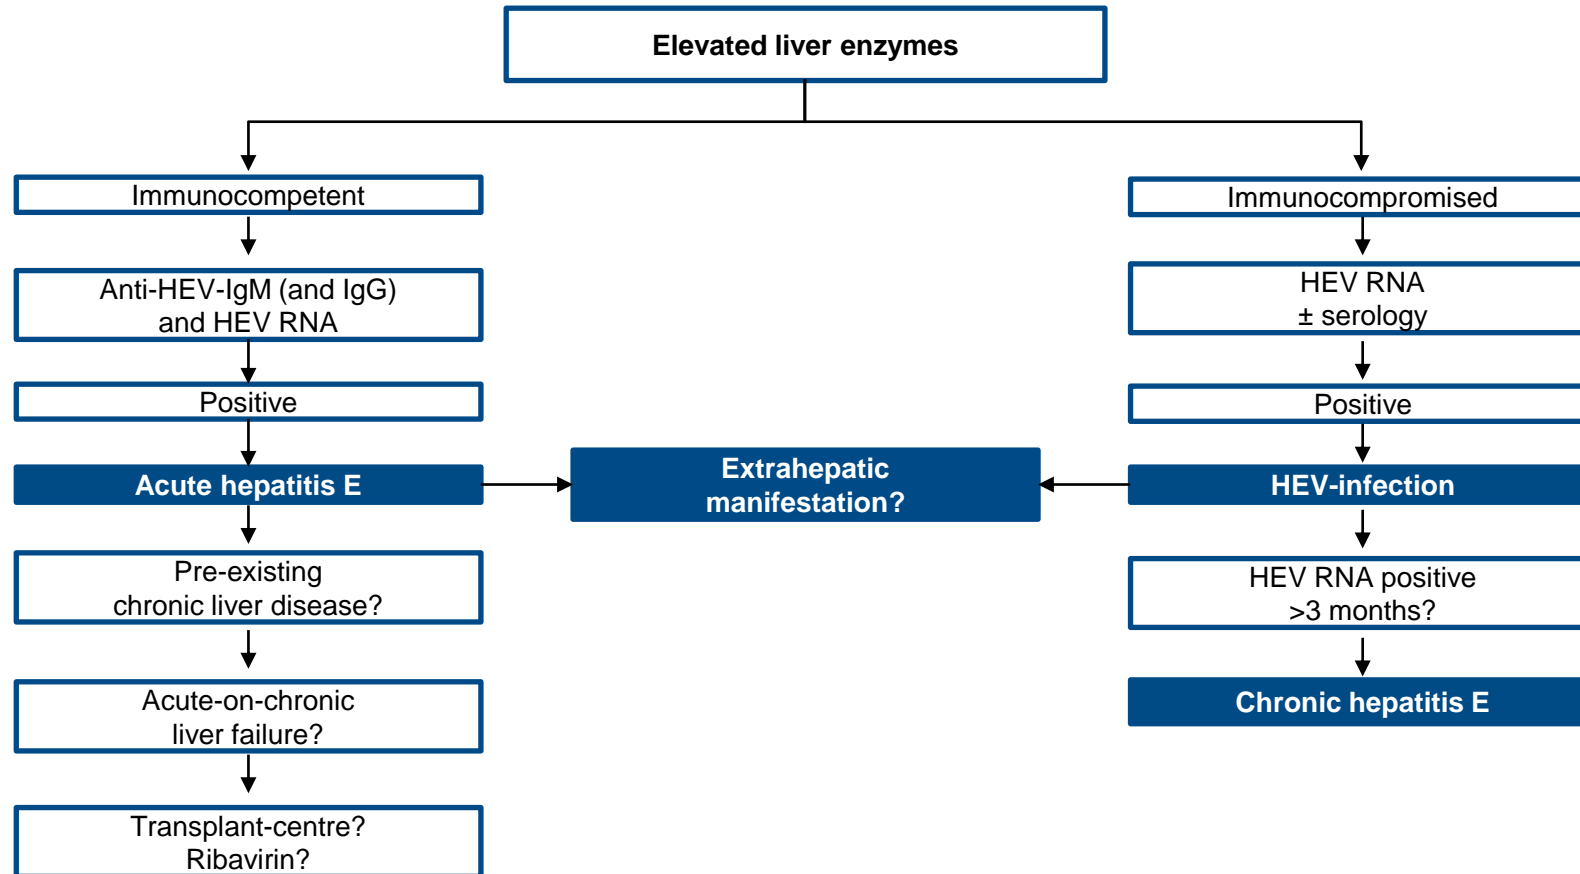 Elevated liver enzymes
Immunocompetent
Anti-HEV-IgM (and IgG)
and HEV RNA
Positive
Acute hepatitis E
Pre-existing
chronic liver disease?
Acute-on-chronic
liver failure?
Transplant-centre?
Ribavirin?
Extrahepatic
manifestation?
Immunocompromised
HEV RNA
± serology
Positive
HEV-infection
HEV RNA positive
>3 months?
Chronic hepatitis E